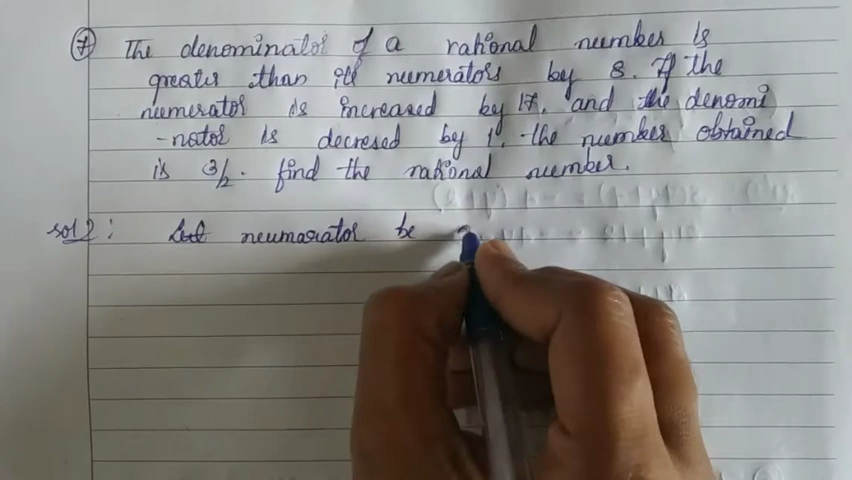 7 The denominator of a rational number is
greater than its numerators by 8. If the
numerator is increased by 17. and the denomi
-nator is decresed by 1. the number obtained
is 3/2. find the rational number.
sol? : Let neumarator be